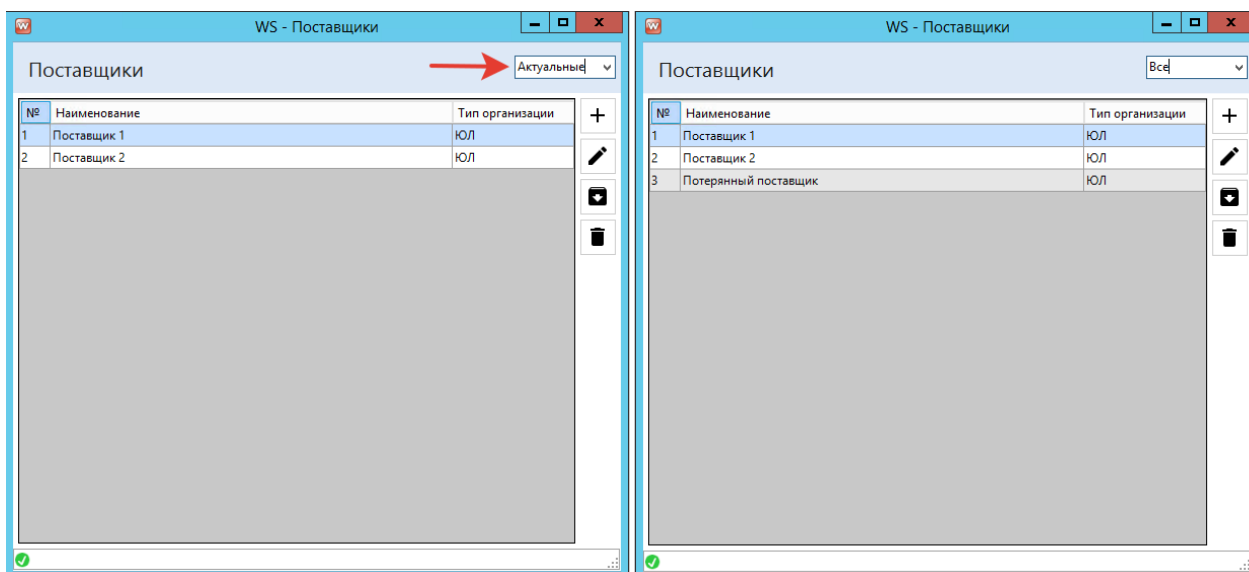 WS - Поставщики
Поставщики
Актуальные
№ Наименование Тип организации
1 Поставщик 1 ЮЛ
2 Поставщик 2 ЮЛ
WS - Поставщики
Поставщики
Все
№ Наименование Тип организации
1 Поставщик 1 ЮЛ
2 Поставщик 2 ЮЛ
3 Потерянный поставщик ЮЛ